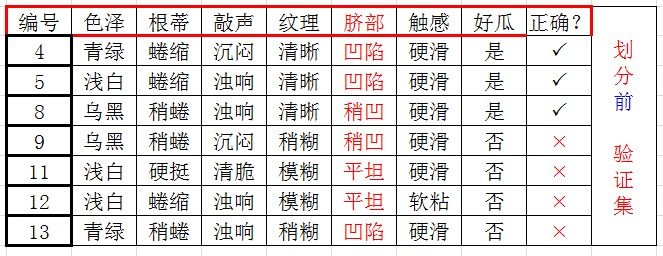 编号 色泽 根蒂 敲声 纹理 脐部 触感 好瓜 正确？
4 青绿 蜷缩 沉闷 清晰 凹陷 硬滑 是 ✓
5 浅白 蜷缩 浊响 清晰 凹陷 硬滑 是 ✓
8 乌黑 稍蜷 浊响 清晰 稍凹 硬滑 是 ✓
9 乌黑 稍蜷 沉闷 稍糊 稍凹 硬滑 否 ×
11 浅白 硬挺 清脆 模糊 平坦 硬滑 否 ×
12 浅白 蜷缩 浊响 模糊 平坦 软粘 否 ×
13 青绿 稍蜷 浊响 稍糊 凹陷 硬滑 否 ×
划分前 验证集